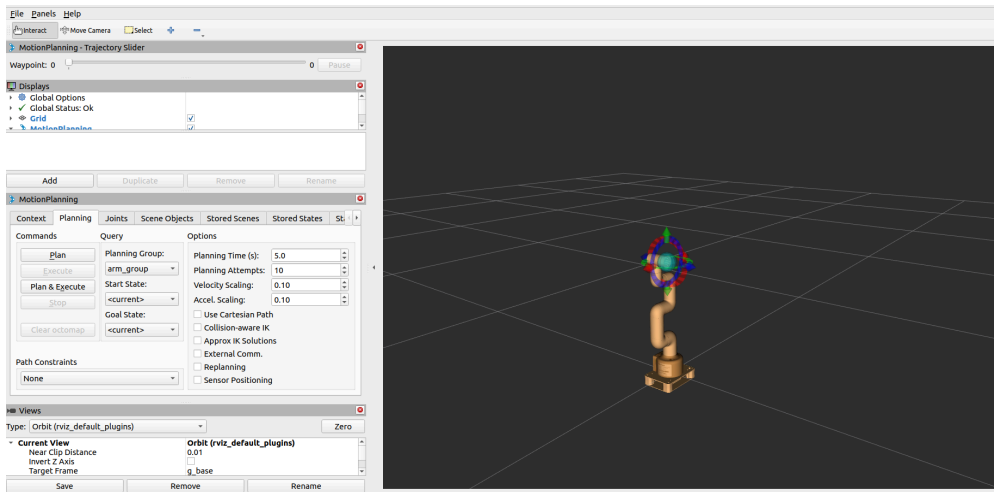 File Panels Help
Interact Move Camera Select
MotionPlanning - Trajectory Slider
Waypoint: 0 0 Pause
Displays
Global Options
Global Status: Ok
Grid
MotionPlanning
Add Duplicate Remove Rename
MotionPlanning
Context Planning Joints Scene Objects Stored Scenes Stored States
Commands Query Options
Plan Planning Group: Planning Time (s): 5.0
Execute arm_group Planning Attempts: 10
Plan & Execute Start State: Velocity Scaling: 0.10
Stop <current> Accel. Scaling: 0.10
Goal State: Use Cartesian Path
Clear octomap <current> Collision-aware IK
Approx IK Solutions
External Comm.
Path Constraints Replanning
None Sensor Positioning
Views
Type: Orbit (rviz_default_plugins) Zero
Current View Orbit (rviz_default_plugins)
Near Clip Distance 0.01
Invert Z Axis
Target Frame g_base
Save Remove Rename